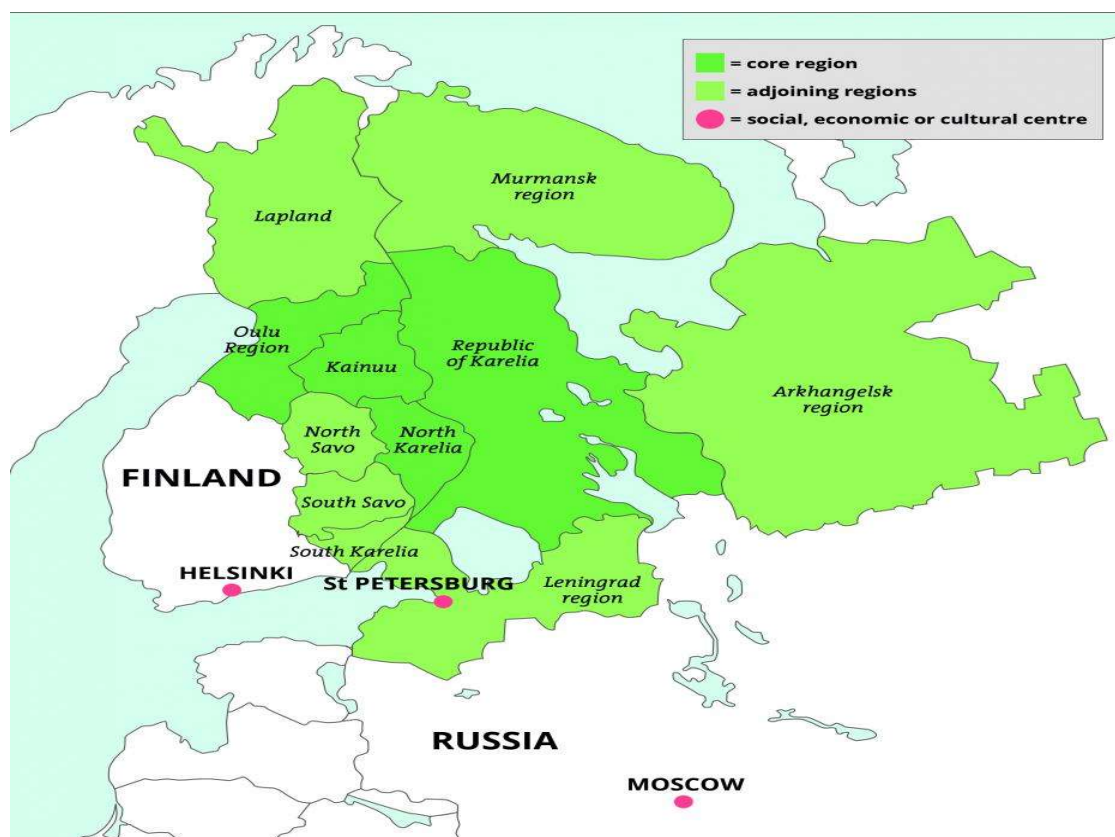 = core region
= adjoining regions
= social, economic or cultural centre
Murmansk
region
Lapland
Oulu
Region
Kainuu
Republic
of Karelia
Arkhangelsk
region
North
Savo
North
Karelia
FINLAND
South Savo
South Karelia
HELSINKI
St PETERSBURG
Leningrad
region
RUSSIA
MOSCOW